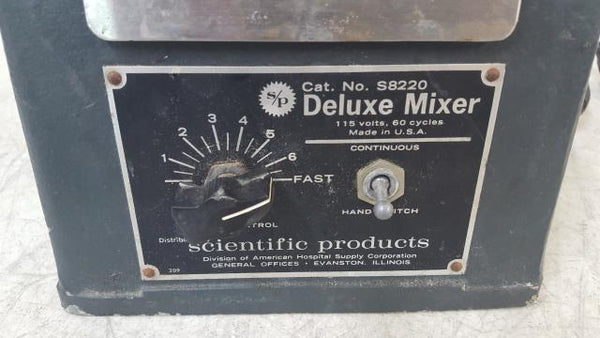 S/P
Cat. No. S8220
Deluxe Mixer
115 volts, 60 cycles
Made in U.S.A.
CONTINUOUS
1 2 3 4 5 6
FAST
HAND
scientific products
Division of American Hospital Supply Corporation
GENERAL OFFICES • EVANSTON, ILLINOIS